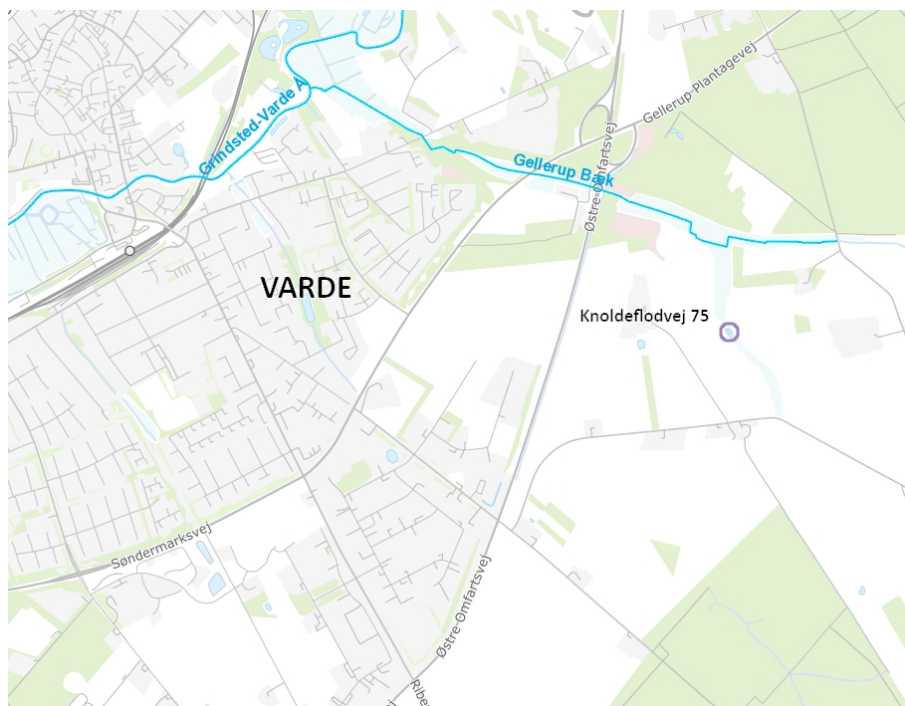 Gellerup Plantagevej
Grindsted-Varde Å
Gellerup Bæk
Østre Omfartsvej
VARDE
Knoldeflodvej 75
Søndermarksvej
Østre Omfartsvej